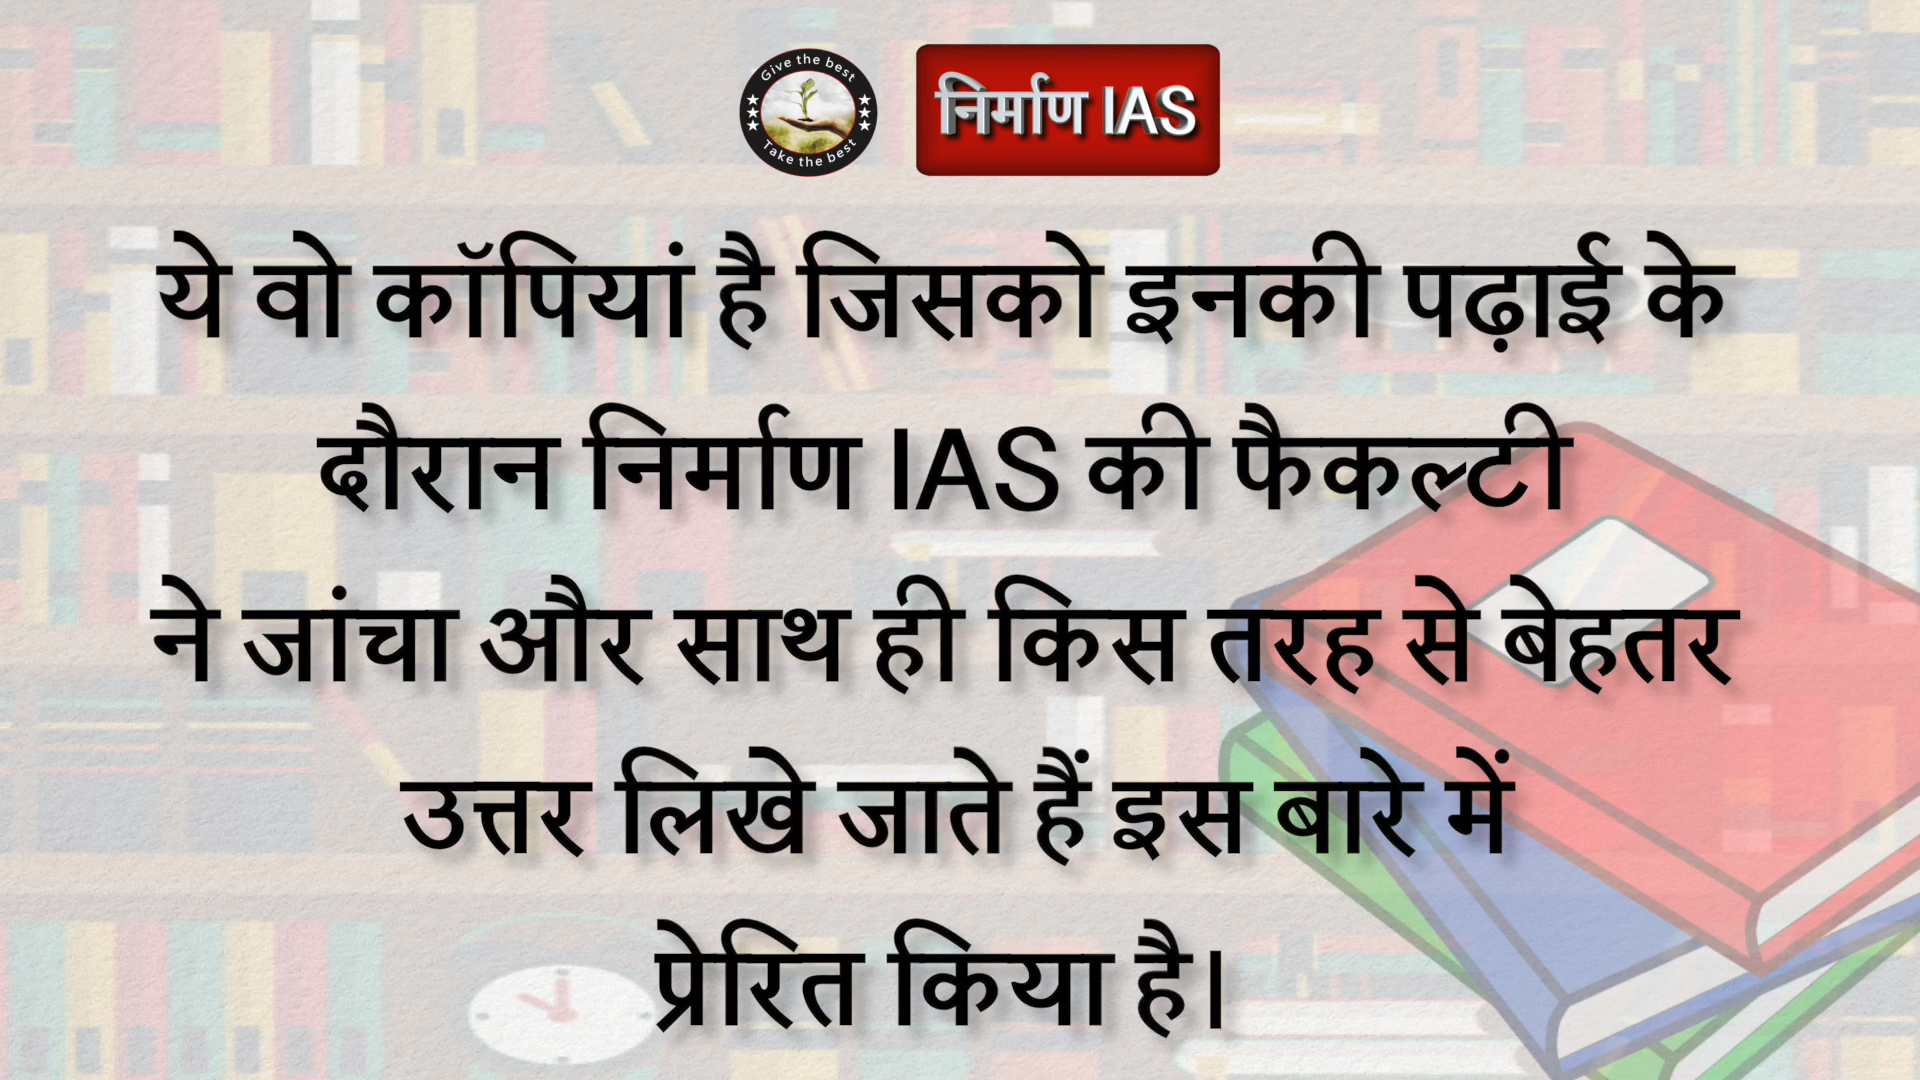 Give the best
Take the best
निर्माण IAS
ये वो कॉपियां है जिसको इनकी पढ़ाई के
दौरान निर्माण IAS की फैकल्टी
ने जांचा और साथ ही किस तरह से बेहतर
उत्तर लिखे जाते हैं इस बारे में
प्रेरित किया है।